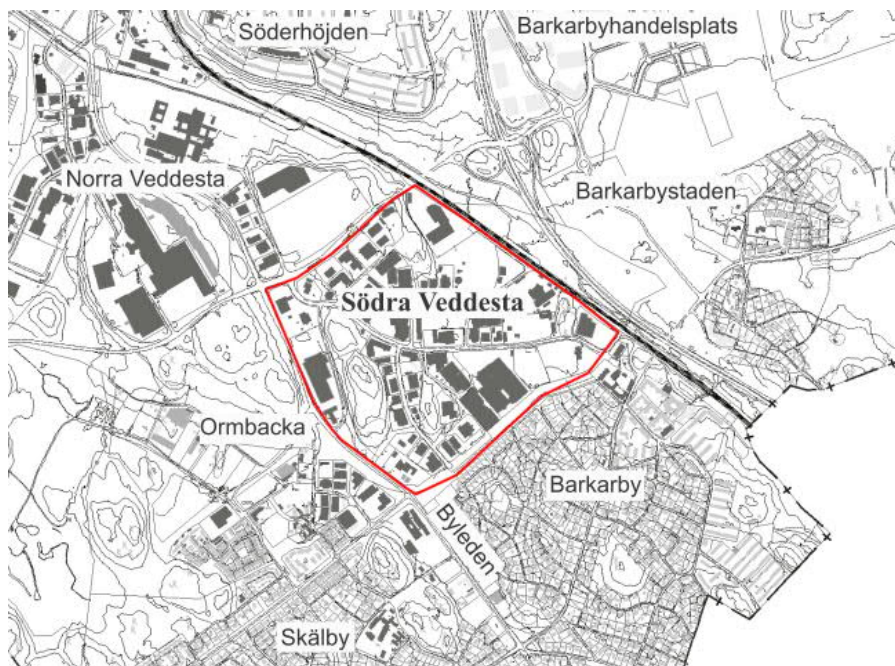 Söderhöjden
Barkarbyhandelsplats
Norra Veddesta
Barkarbystaden
Södra Veddesta
Ormbacka
Barkarby
Byleden
Skälby